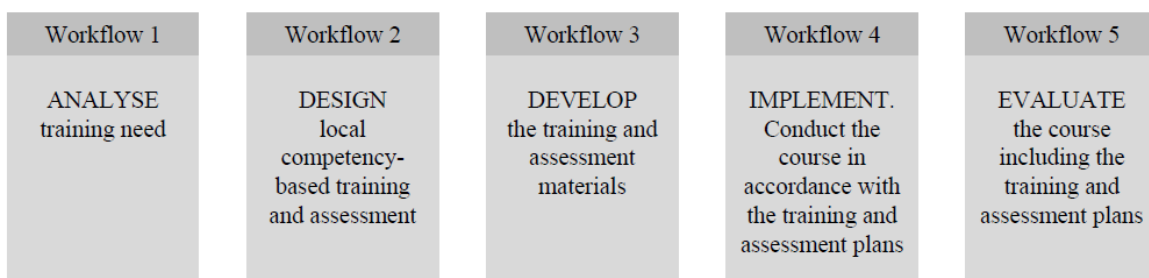 Workflow 1
ANALYSE
training need
Workflow 2
DESIGN
local
competency-
based training
and assessment
Workflow 3
DEVELOP
the training and
assessment
materials
Workflow 4
IMPLEMENT.
Conduct the
course in
accordance with
the training and
assessment plans
Workflow 5
EVALUATE
the course
including the
training and
assessment plans